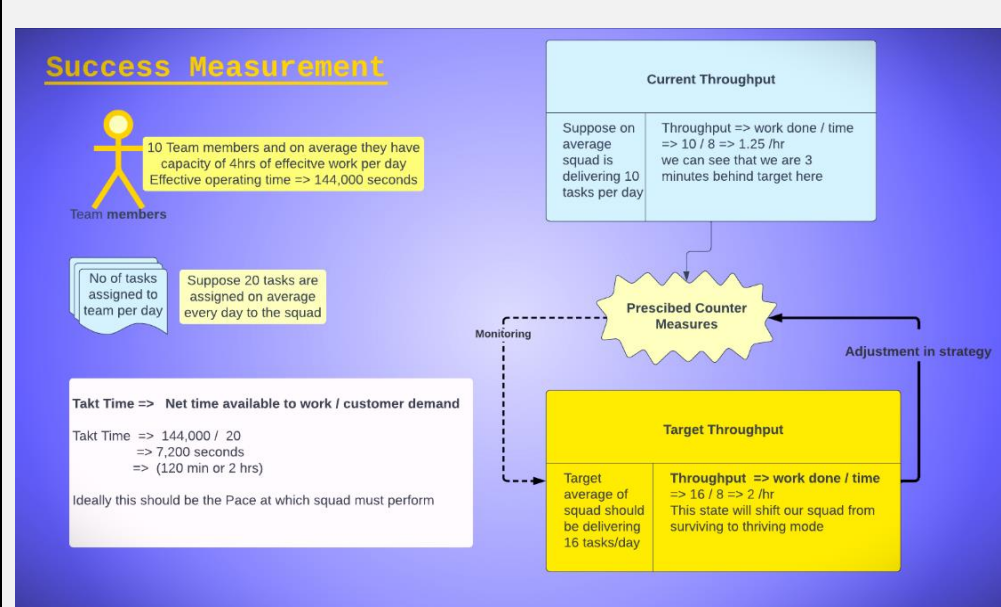 Success Measurement
10 Team members and on average they have
capacity of 4hrs of effecitve work per day
Effective operating time => 144,000 seconds
Team members
No of tasks
assigned to
team per day
Suppose 20 tasks are
assigned on average
every day to the squad
Takt Time => Net time available to work / customer demand
Takt Time => 144,000 / 20
=> 7,200 seconds
=> (120 min or 2 hrs)
Ideally this should be the Pace at which squad must perform
Current Throughput
Suppose on
average
squad is
delivering 10
tasks per day
Throughput => work done / time
=> 10 / 8 => 1.25 /hr
we can see that we are 3
minutes behind target here
Prescibed Counter
Measures
Monitoring
Adjustment in strategy
Target Throughput
Target
average of
squad should
be delivering
16 tasks/day
Throughput => work done / time
=> 16 / 8 => 2 /hr
This state will shift our squad from
surviving to thriving mode